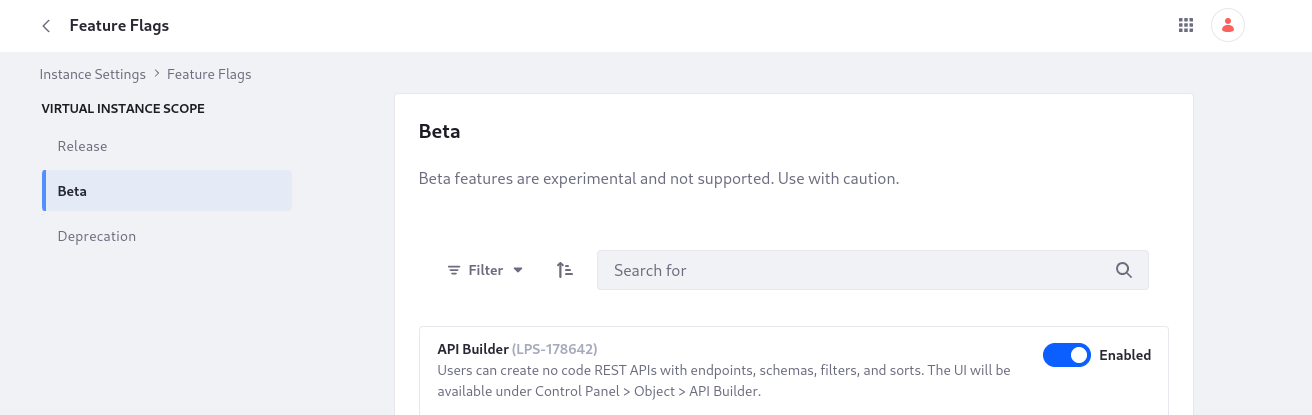 Feature Flags
Instance Settings > Feature Flags
VIRTUAL INSTANCE SCOPE
Release
Beta
Deprecation
Beta
Beta features are experimental and not supported. Use with caution.
Filter
Search for
API Builder (LPS-178642)
Enabled
Users can create no code REST APIs with endpoints, schemas, filters, and sorts. The UI will be
available under Control Panel > Object > API Builder.